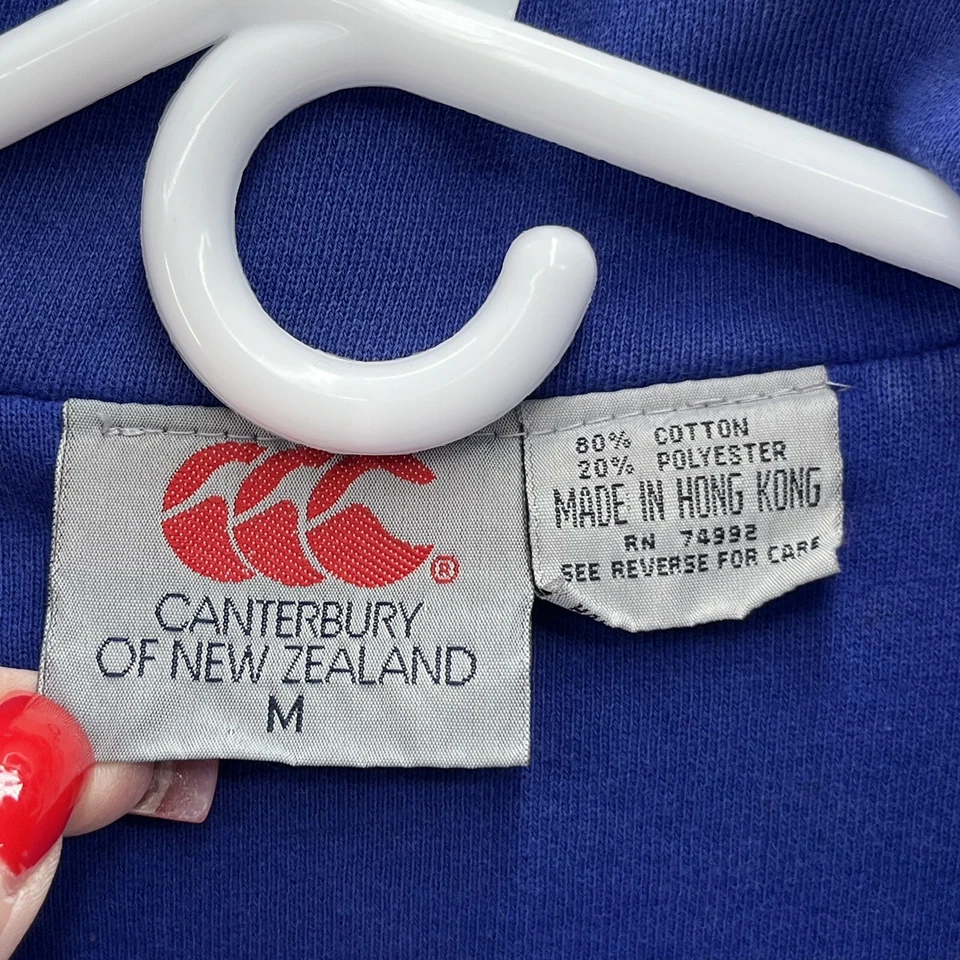 ®
CANTERBURY
OF NEW ZEALAND
M
80% COTTON
20% POLYESTER
MADE IN HONG KONG
RN 74992
SEE REVERSE FOR CARE